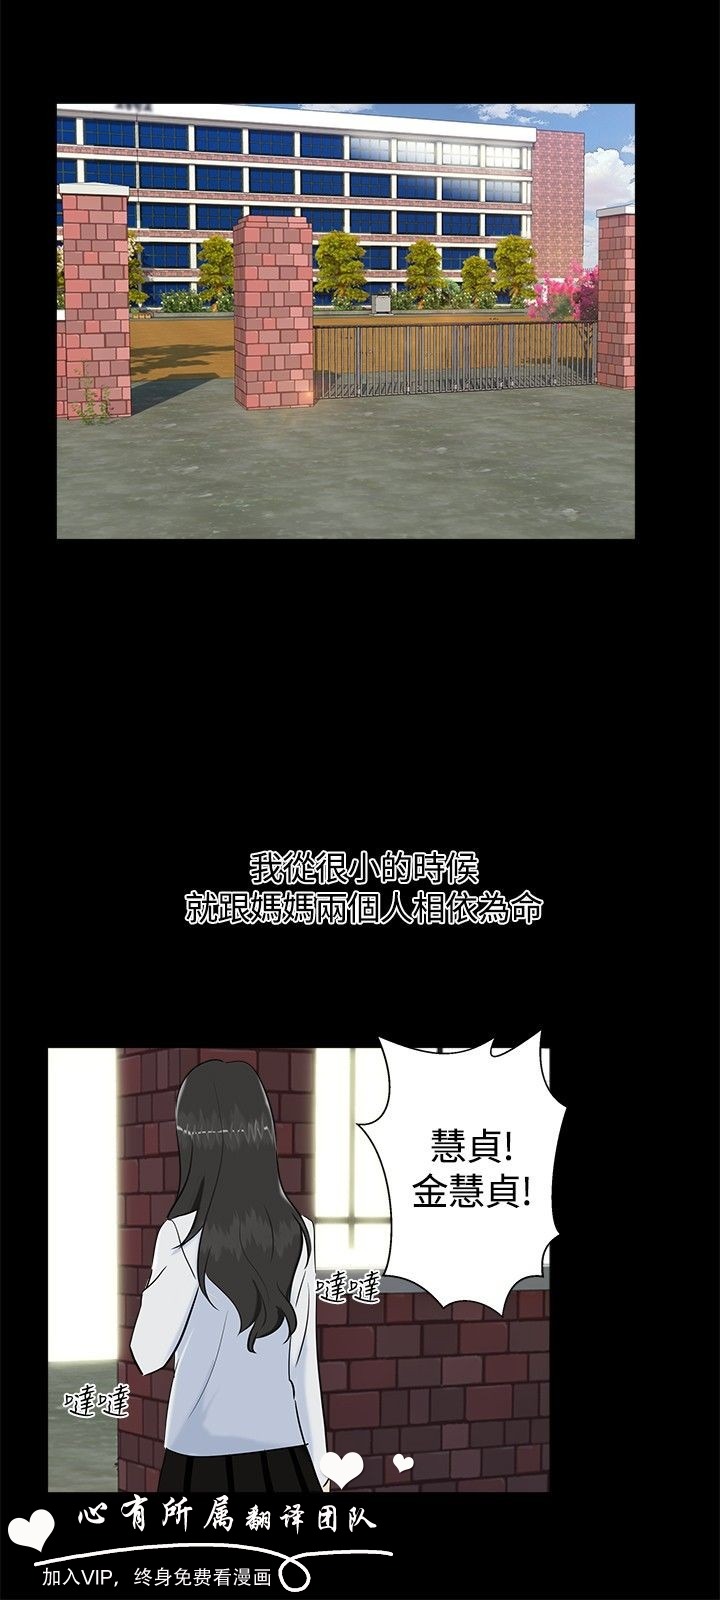 我從很小的時候
就跟媽媽兩個人相依為命
慧貞!
金慧貞!
噠噠
噠噠
心有所属翻译团队
加入VIP，终身免费看漫画